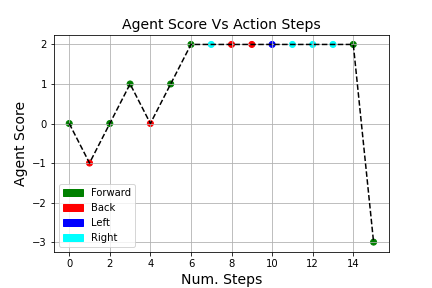 Agent Score Vs Action Steps
Agent Score
2
1
0
−1
−2
−3
Forward
Back
Left
Right
0 2 4 6 8 10 12 14
Num. Steps